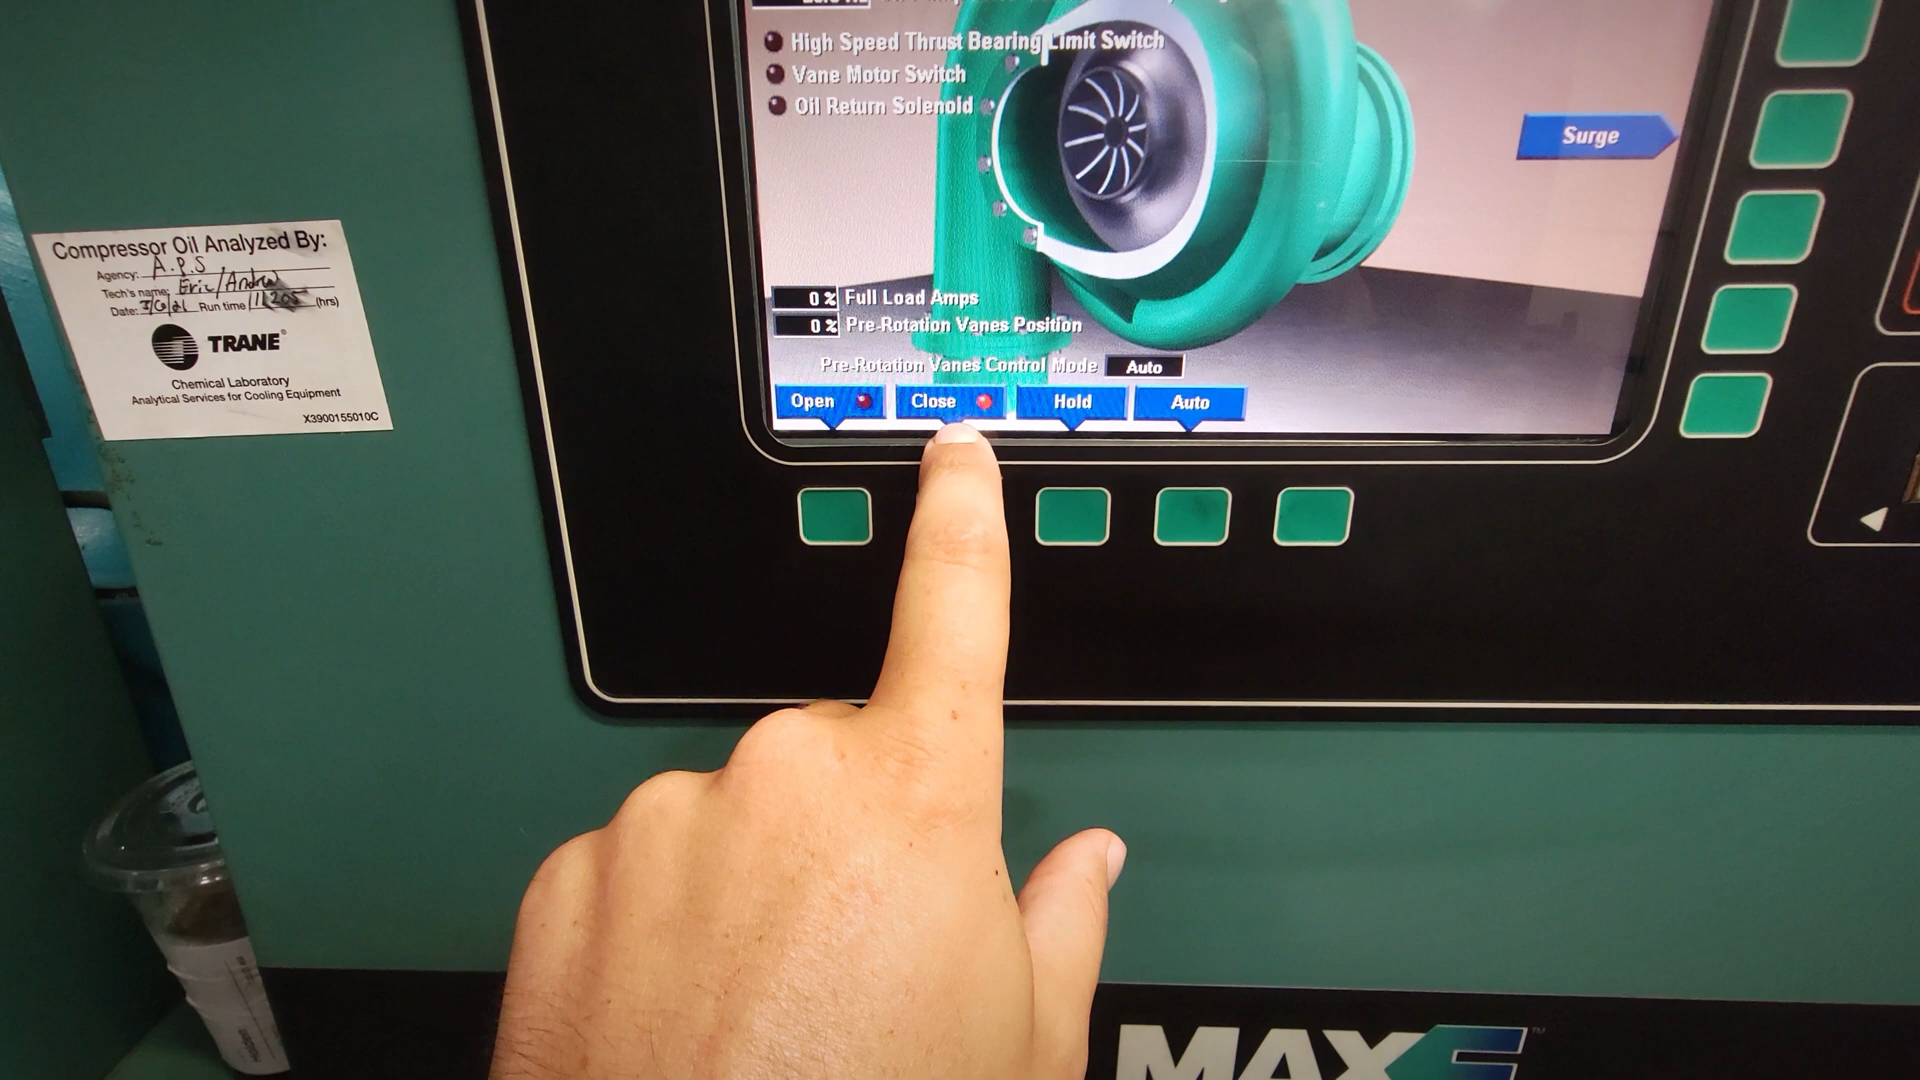 High Speed Thrust Bearing Limit Switch
Vane Motor Switch
Oil Return Solenoid
Surge
0 % Full Load Amps
0 % Pre-Rotation Vanes Position
Pre-Rotation Vanes Control Mode Auto
Open Close Hold Auto
Compressor Oil Analyzed By:
Agency: A.P.S
Tech's name: Eric/Andrew
Date: 3/6/21 Run time (hrs)
TRANE®
Chemical Laboratory
Analytical Services for Cooling Equipment
X3900155010C
MAXE™